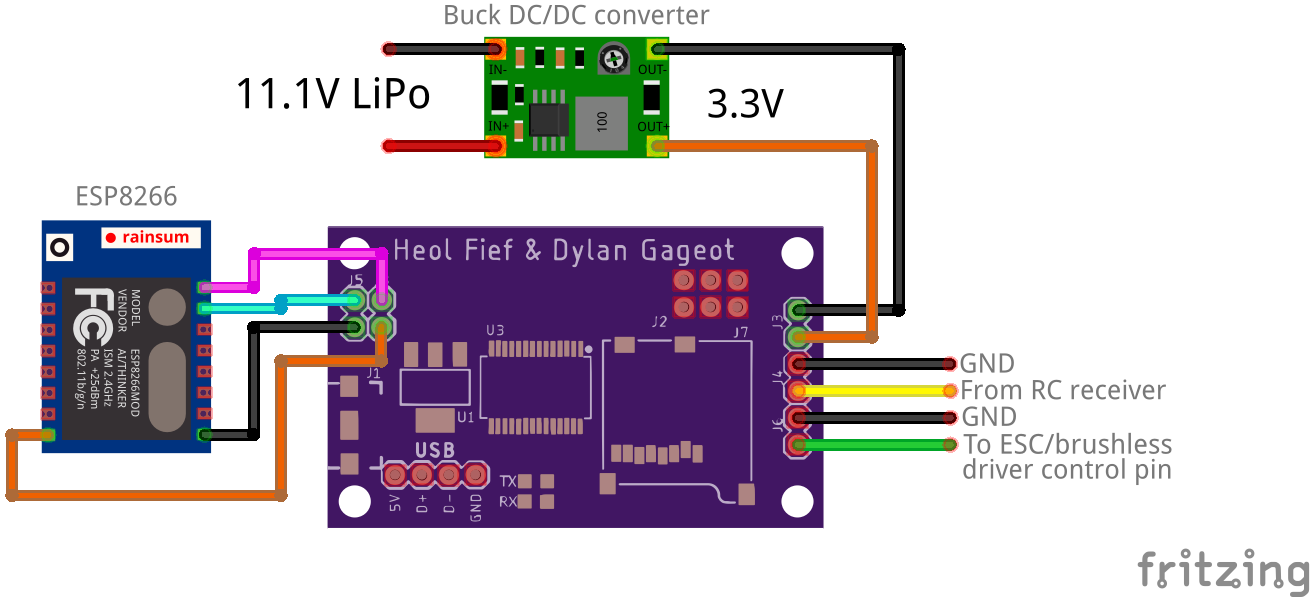 Buck DC/DC converter
IN-
OUT-
11.1V LiPo
3.3V
100
IN+
OUT+
ESP8266
rainsum
Heol Fief & Dylan Gageot
J5
MODEL
VENDOR
ESP8266MOD
AI/THINKER
ISM 2.4GHz
PA +25dBm
802.11b/g/n
FC
J3
J2
J7
U3
J1
J4
GND
From RC receiver
U1
J6
GND
USB
To ESC/brushless
driver control pin
TX
RX
5V
D+
D-
GND
fritzing